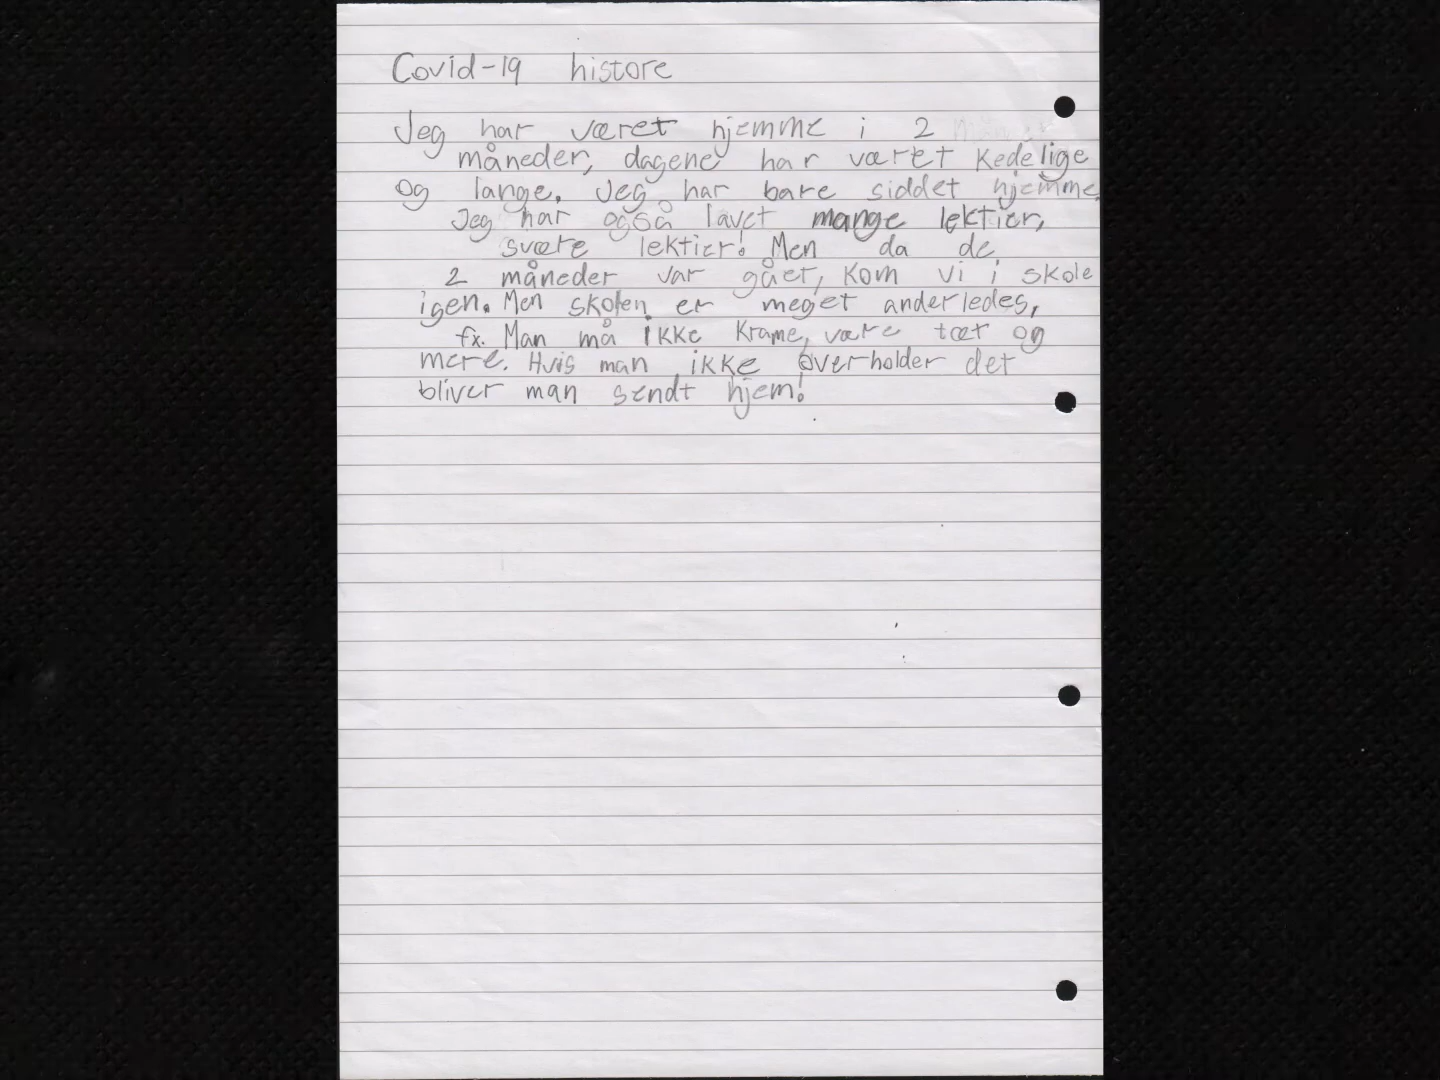 Covid-19 histore
Jeg har været hjemme i 2
måneder, dagene har været kedelige
og lange. Jeg har bare siddet hjemme.
Jeg har også lavet mange lektier,
svære lektier! Men da de
2 måneder var gået, kom vi i skole
igen. Men skolen er meget anderledes,
fx. Man må ikke krame, være tæt og
mere. Hvis man ikke overholder det
bliver man sendt hjem!